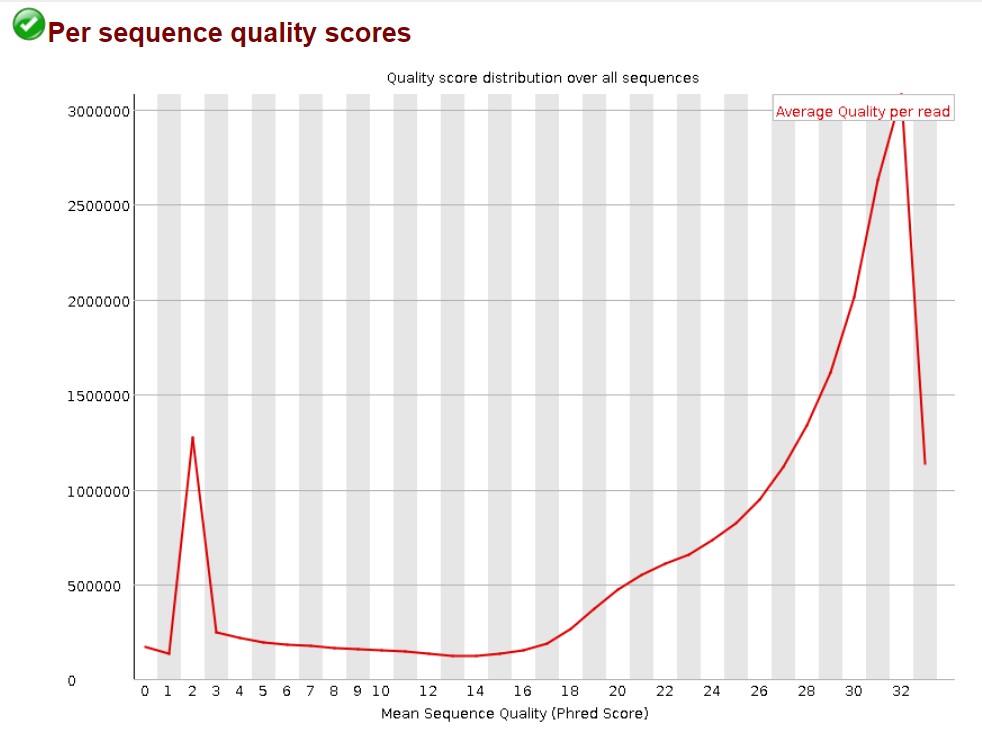 Per sequence quality scores
Quality score distribution over all sequences
Average Quality per read
3000000
2500000
2000000
1500000
1000000
500000
0
0 1 2 3 4 5 6 7 8 9 10 12 14 16 18 20 22 24 26 28 30 32
Mean Sequence Quality (Phred Score)